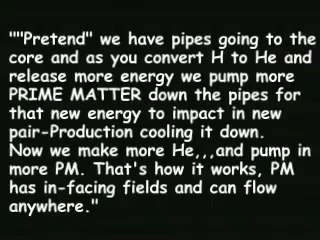 ""Pretend" we have pipes going to the
core and as you convert H to He and
release more energy we pump more
PRIME MATTER down the pipes for
that new energy to impact in new
pair-Production cooling it down.
Now we make more He,,,and pump in
more PM. That's how it works, PM
has in-facing fields and can flow
anywhere."